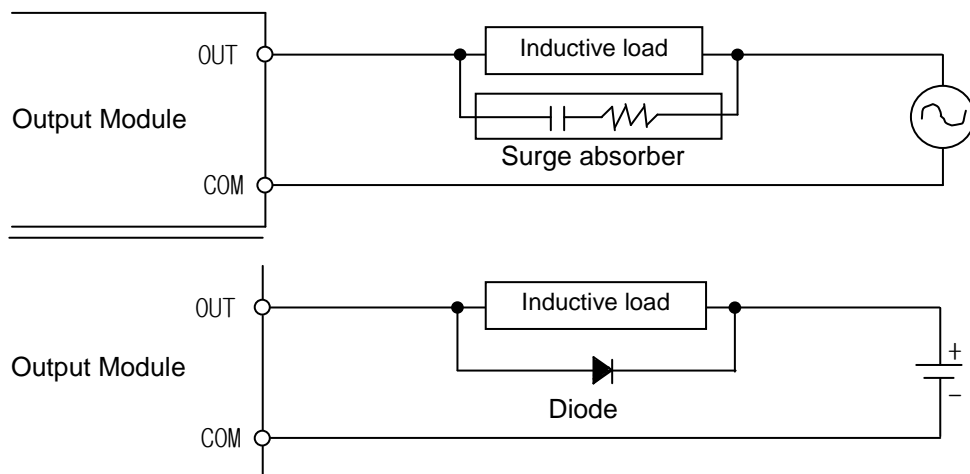 OUT
Inductive load
Output Module
Surge absorber
COM
OUT
Inductive load
Output Module
+
Diode
-
COM